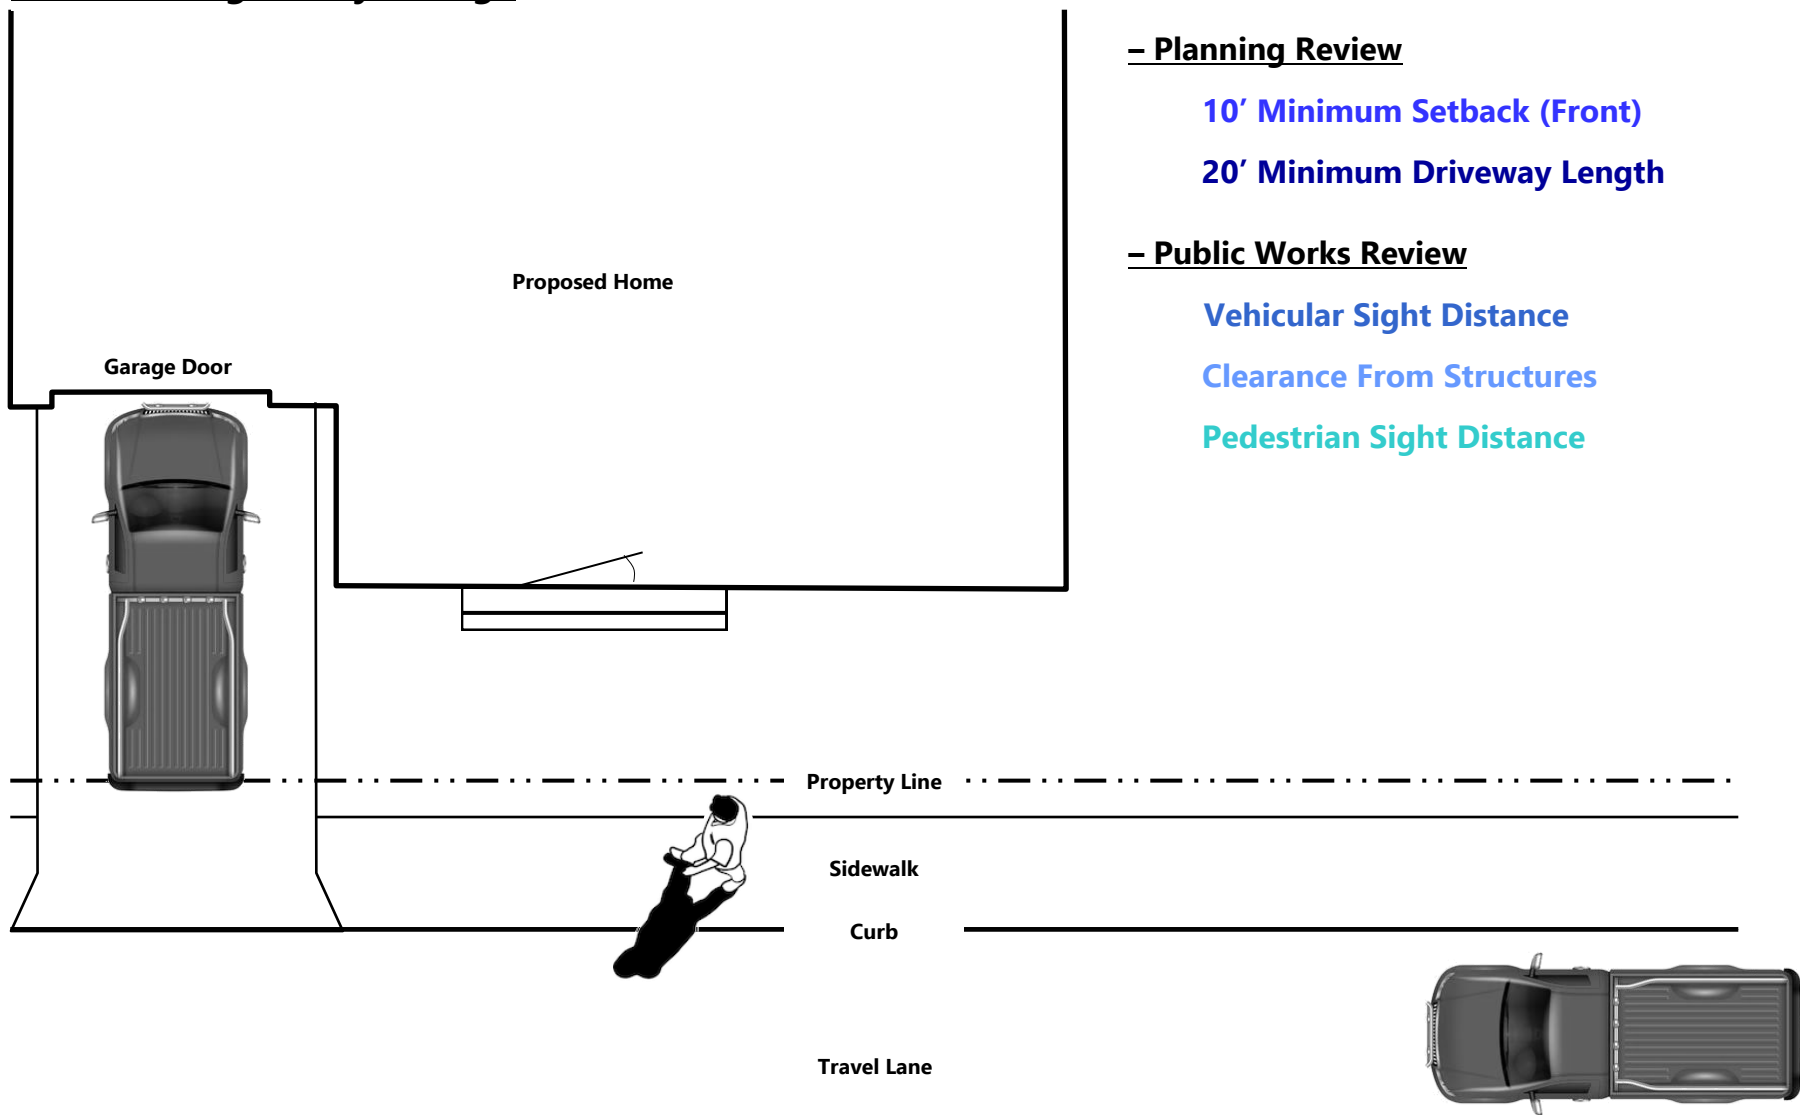 – Planning Review
10’ Minimum Setback (Front)
20’ Minimum Driveway Length
– Public Works Review
Vehicular Sight Distance
Clearance From Structures
Pedestrian Sight Distance
Proposed Home
Garage Door
Property Line
Sidewalk
Curb
Travel Lane